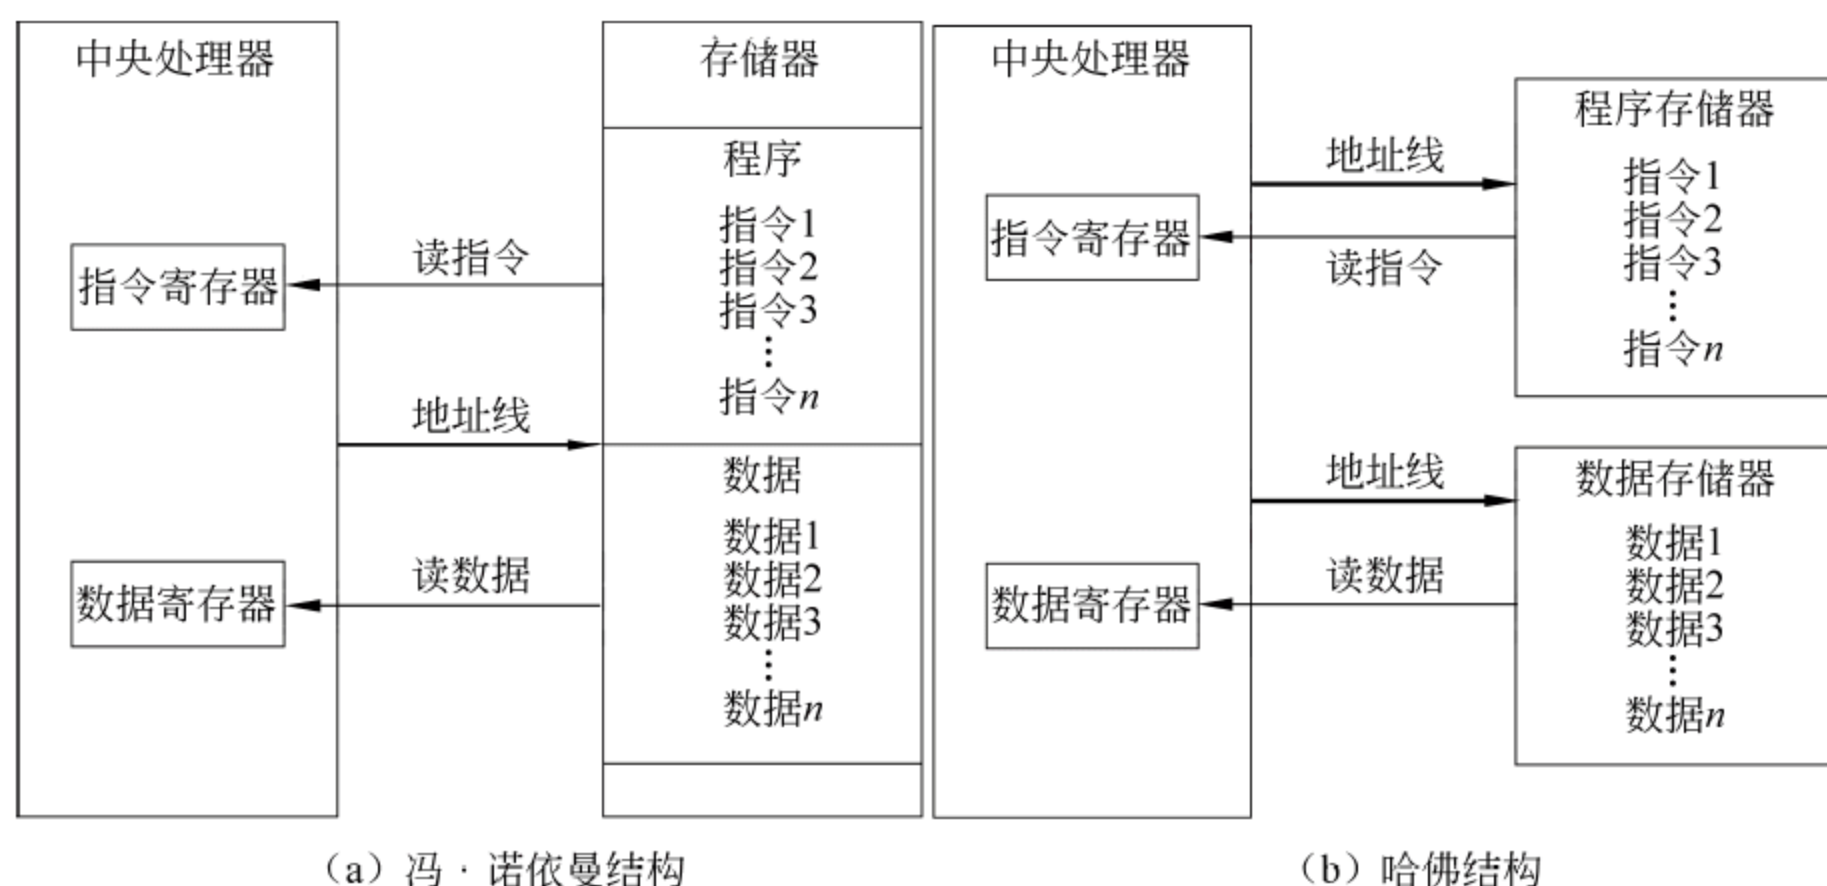 中央处理器
指令寄存器
数据寄存器
读指令
地址线
读数据
存储器
程序
指令1
指令2
指令3
⋮
指令n
数据
数据1
数据2
数据3
⋮
数据n
(a) 冯·诺依曼结构
中央处理器
指令寄存器
数据寄存器
地址线
读指令
地址线
读数据
程序存储器
指令1
指令2
指令3
⋮
指令n
数据存储器
数据1
数据2
数据3
⋮
数据n
(b) 哈佛结构